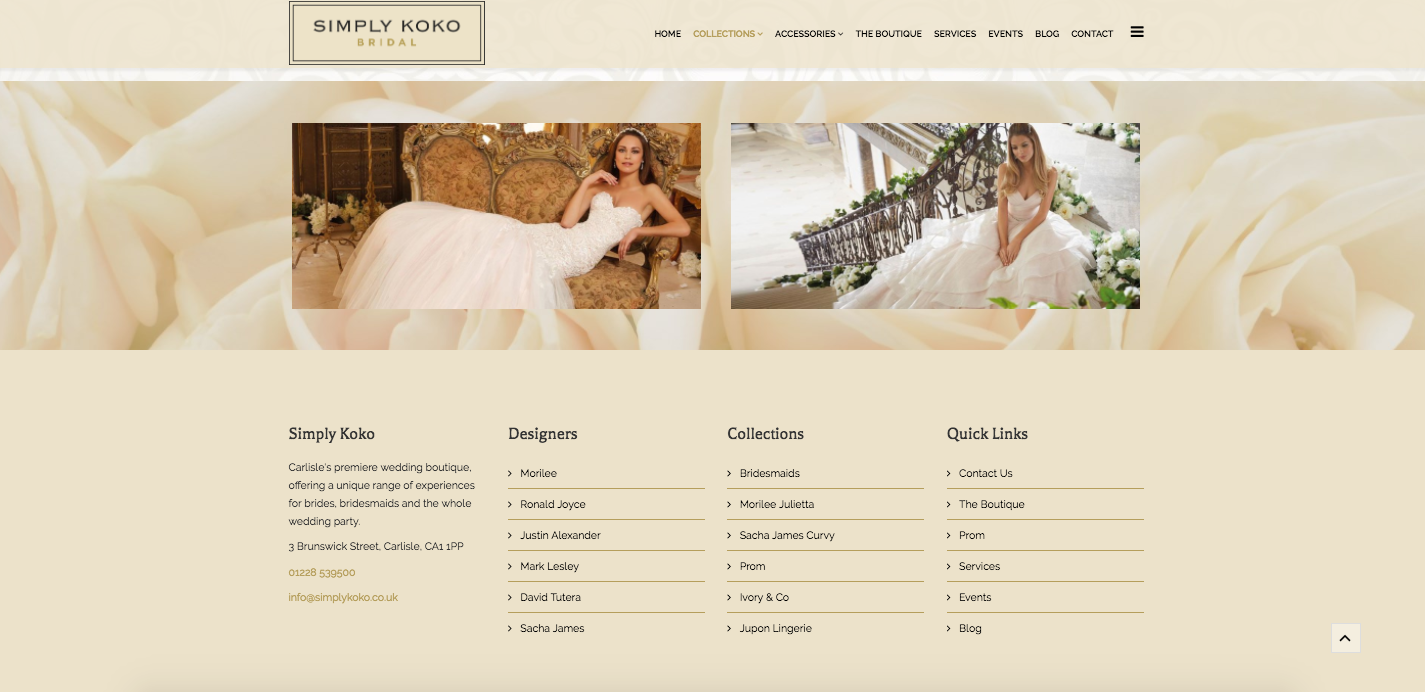 SIMPLY KOKO
BRIDAL
HOME COLLECTIONS ACCESSORIES THE BOUTIQUE SERVICES EVENTS BLOG CONTACT
Simply Koko
Carlisle's premiere wedding boutique,
offering a unique range of experiences
for brides, bridesmaids and the whole
wedding party.
3 Brunswick Street, Carlisle, CA1 1PP
01228 539500
info@simplykoko.co.uk
Designers
Morilee
Ronald Joyce
Justin Alexander
Mark Lesley
David Tutera
Sacha James
Collections
Bridesmaids
Morilee Julietta
Sacha James Curvy
Prom
Ivory & Co
Jupon Lingerie
Quick Links
Contact Us
The Boutique
Prom
Services
Events
Blog